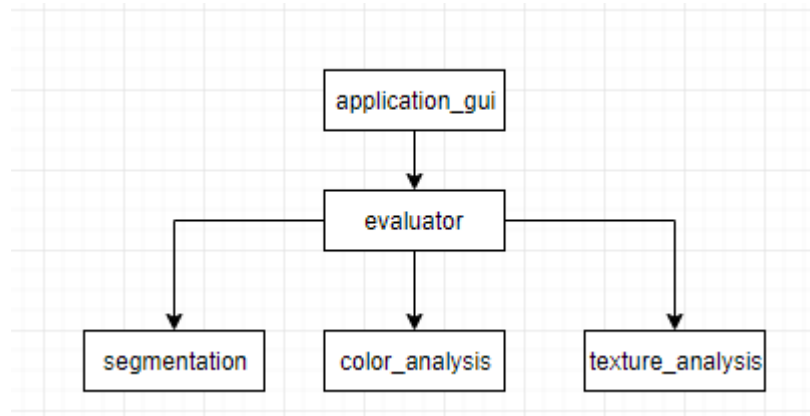 application_gui
evaluator
segmentation
color_analysis
texture_analysis